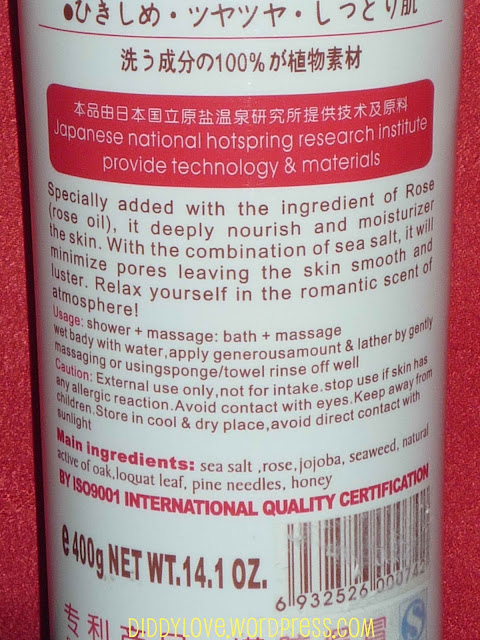 ●ひきしめ・ツヤツヤ・しっとり肌
洗う成分の100%が植物素材
本品由日本国立原盐温泉研究所提供技术及原料
Japanese national hotspring research institute
provide technology & materials
Specially added with the ingredient of Rose
(rose oil), it deeply nourish and moisturizer
the skin. With the combination of sea salt, it will
minimize pores leaving the skin smooth and
luster. Relax yourself in the romantic scent of
atmosphere!
Usage: shower + massage: bath + massage
wet bady with water,apply generousamount & lather by gently
massaging or usingsponge/towel rinse off well
Caution: External use only,not for intake.stop use if skin has
any allergic reaction.Avoid contact with eyes.Keep away from
children.Store in cool & dry place,avoid direct contact with
sunlight
Main ingredients: sea salt ,rose,jojoba, seaweed, natural
active of oak,loquat leaf, pine needles, honey
BY ISO9001 INTERNATIONAL QUALITY CERTIFICATION
e 400g NET WT.14.1 OZ.
6 932526 000742
专利
DIDDYLOVE.WORDPRESS.COM